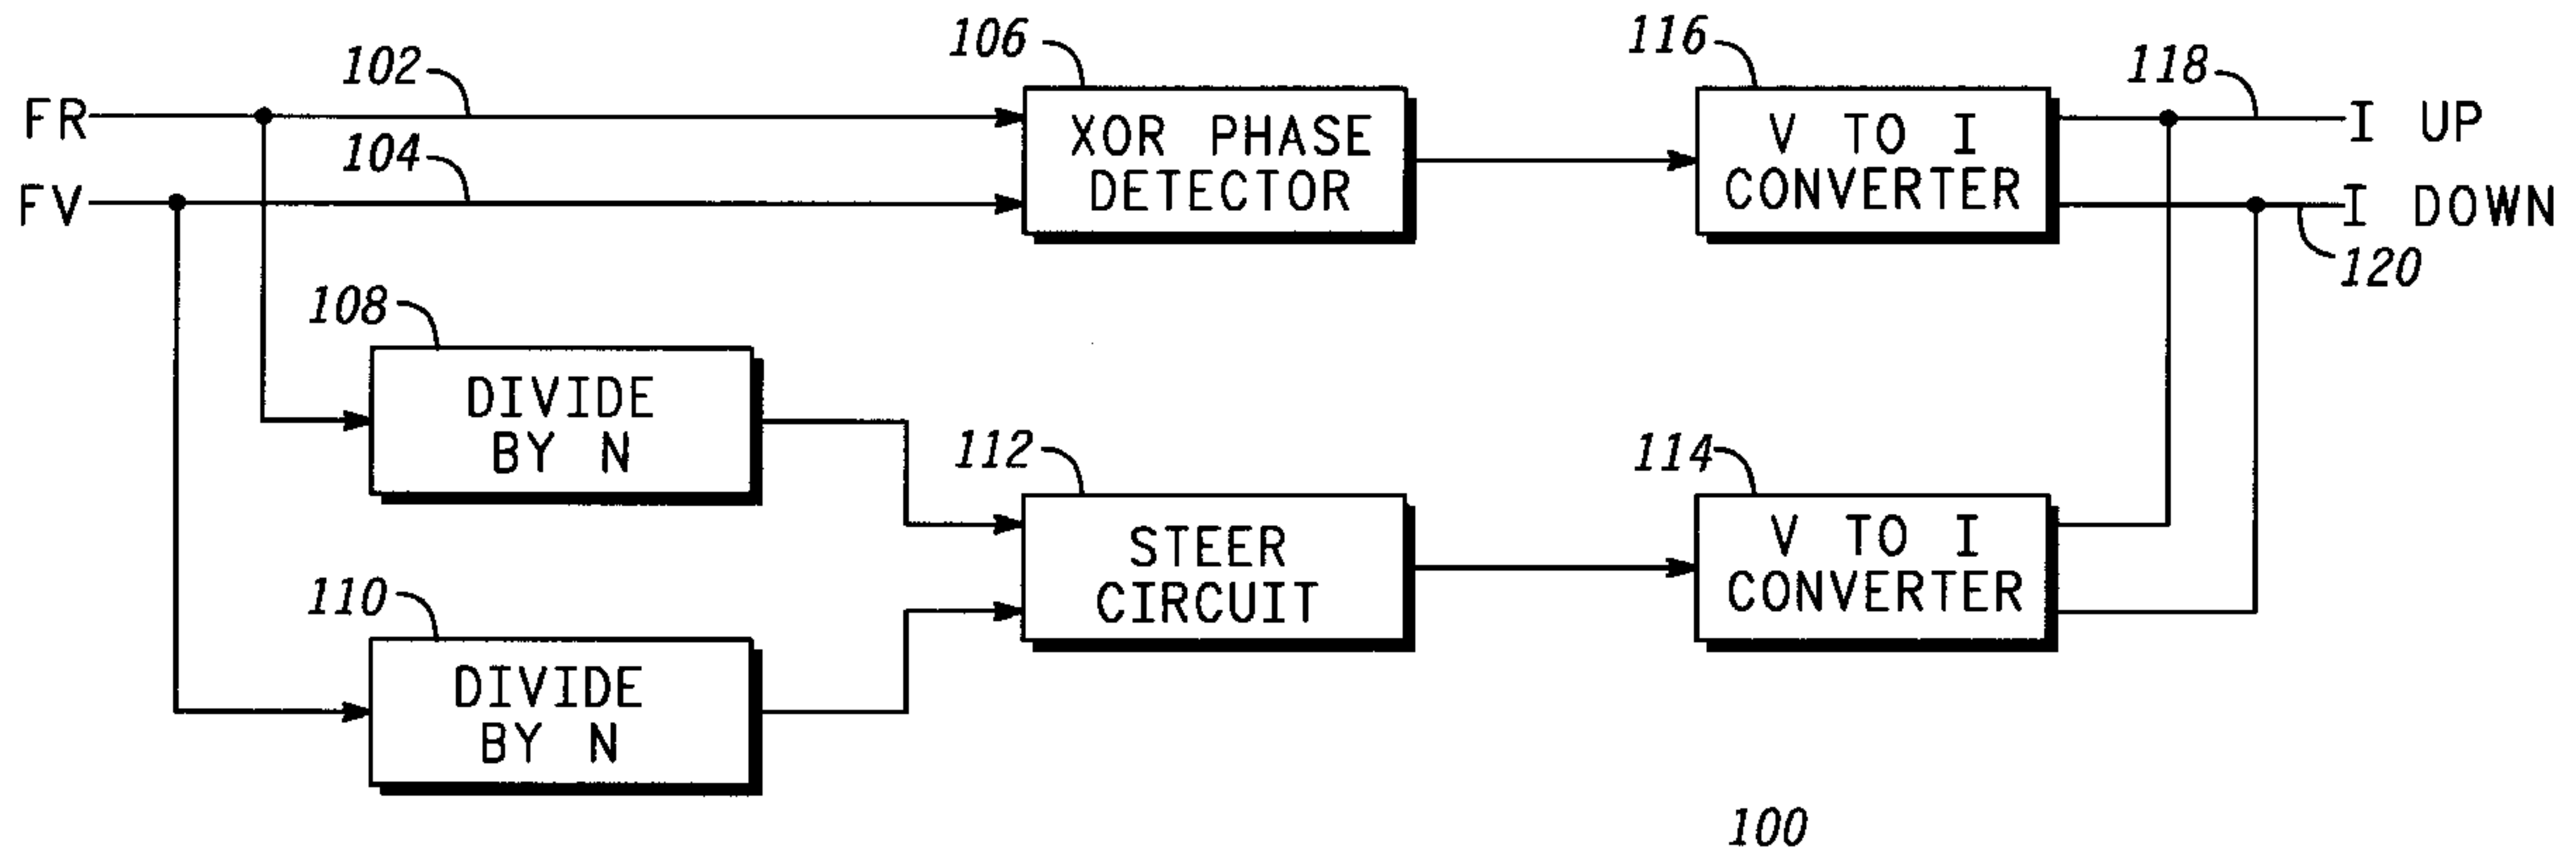 106
116
118
102
FR
XOR PHASE
DETECTOR
V TO I
CONVERTER
I UP
104
FV
I DOWN
120
108
DIVIDE
BY N
112
114
STEER
CIRCUIT
V TO I
CONVERTER
110
DIVIDE
BY N
100